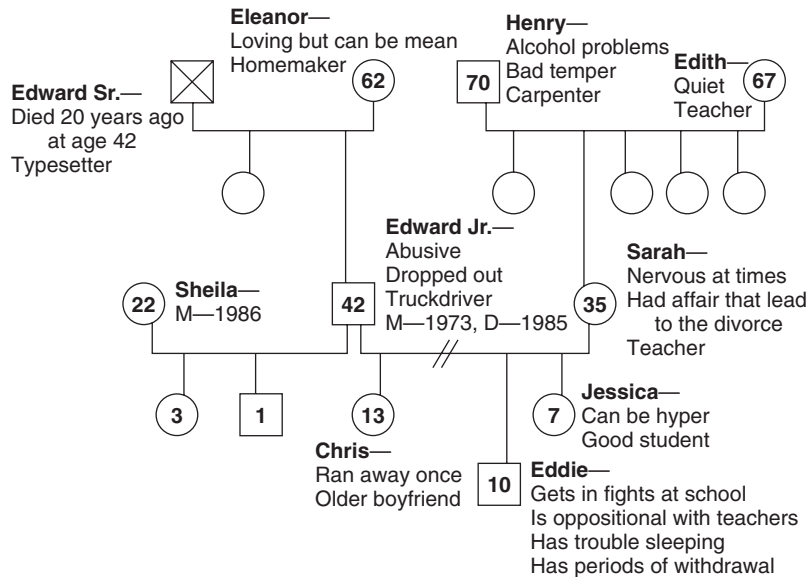 Eleanor—
Loving but can be mean
Homemaker
62
Edward Sr.—
Died 20 years ago
at age 42
Typesetter
Henry—
Alcohol problems
Bad temper
Carpenter
70
Edith—
Quiet
Teacher
67
22
Sheila—
M—1986
Edward Jr.—
Abusive
Dropped out
Truckdriver
M—1973, D—1985
42
35
Sarah—
Nervous at times
Had affair that lead
to the divorce
Teacher
3
1
13
Chris—
Ran away once
Older boyfriend
7
Jessica—
Can be hyper
Good student
10
Eddie—
Gets in fights at school
Is oppositional with teachers
Has trouble sleeping
Has periods of withdrawal